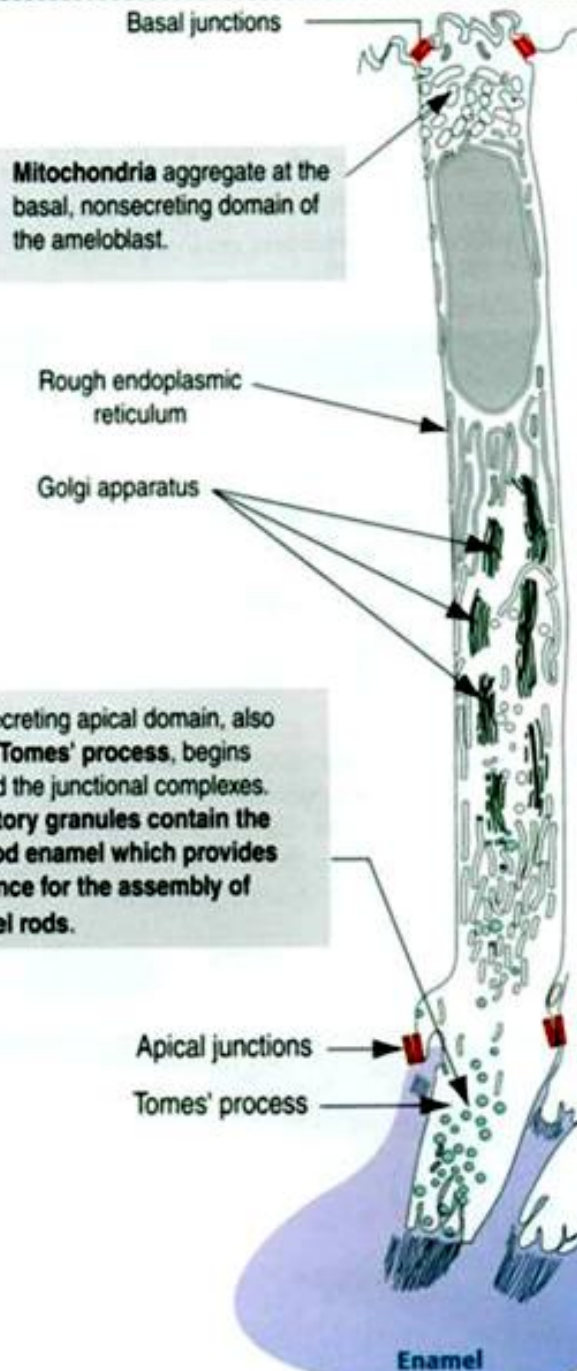 Basal junctions
Mitochondria aggregate at the
basal, nonsecreting domain of
the ameloblast.
Rough endoplasmic
reticulum
Golgi apparatus
ecreting apical domain, also
Tomes' process, begins
d the junctional complexes.
tory granules contain the
od enamel which provides
nce for the assembly of
el rods.
Apical junctions
Tomes' process
Enamel